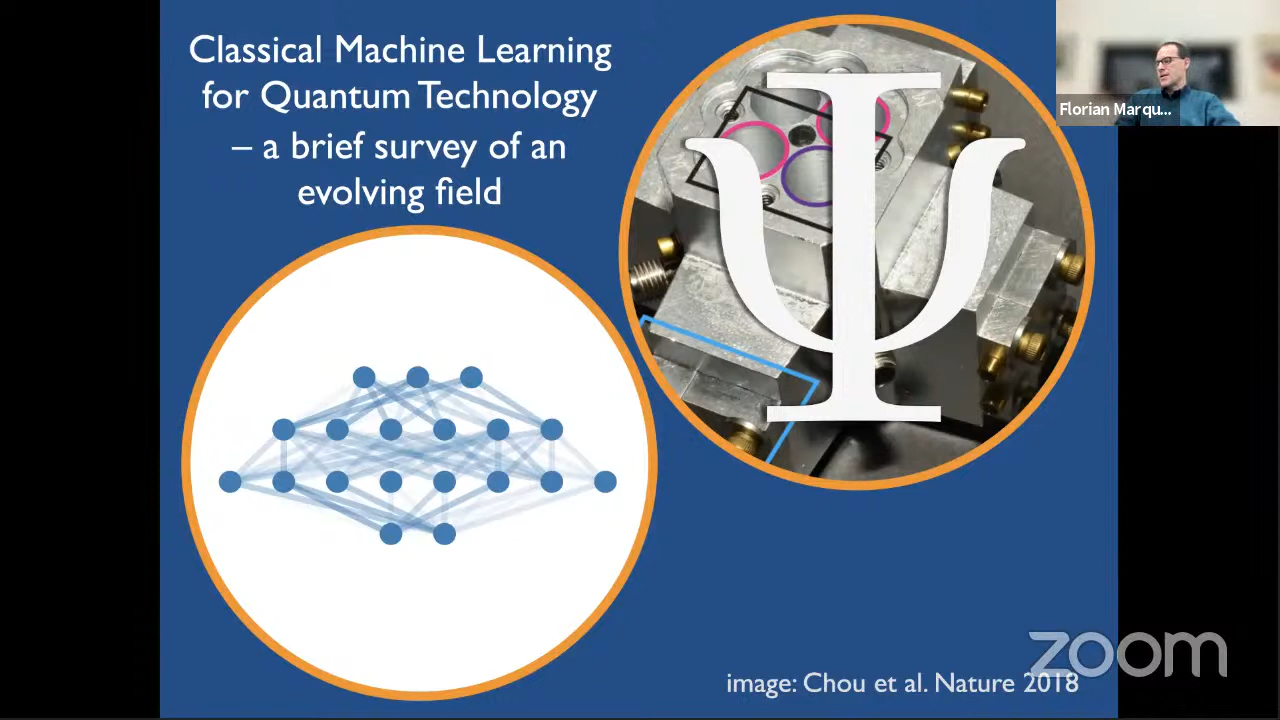 Classical Machine Learning
for Quantum Technology
– a brief survey of an
evolving field
Florian Marqu...
Ψ
zoom
image: Chou et al. Nature 2018